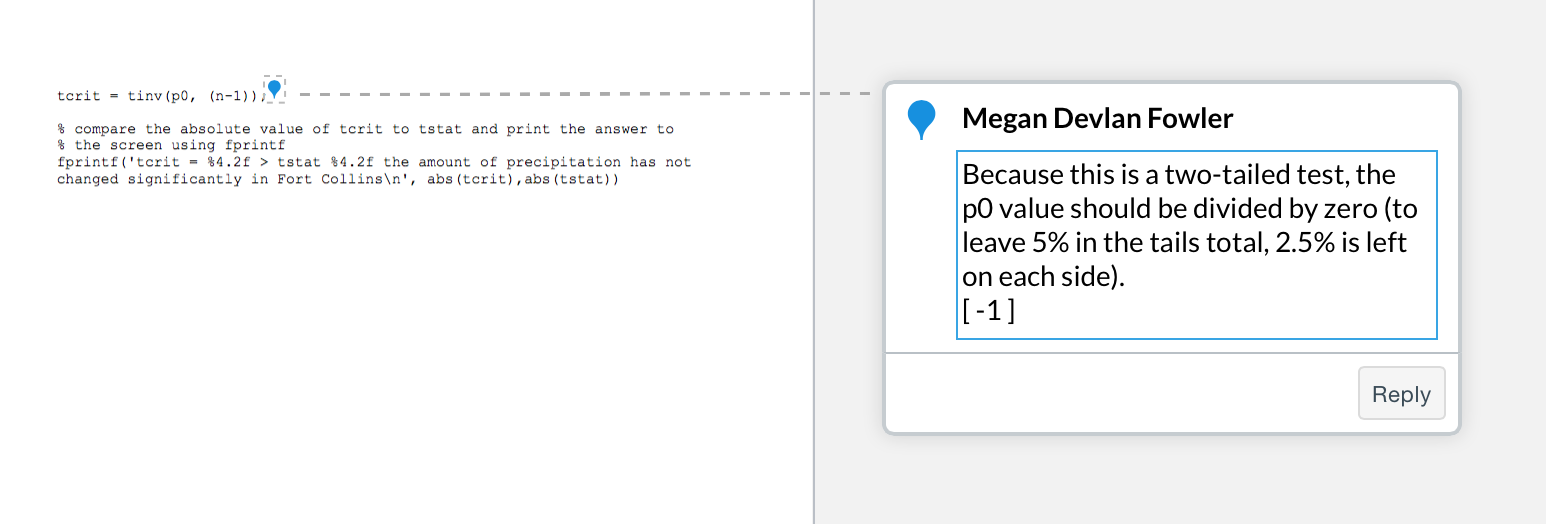 tcrit = tinv(p0, (n-1));
% compare the absolute value of tcrit to tstat and print the answer to
% the screen using fprintf
fprintf('tcrit = %4.2f > tstat %4.2f the amount of precipitation has not
changed significantly in Fort Collins\n', abs(tcrit),abs(tstat))
Megan Devlan Fowler
Because this is a two-tailed test, the
p0 value should be divided by zero (to
leave 5% in the tails total, 2.5% is left
on each side).
[ -1 ]
Reply